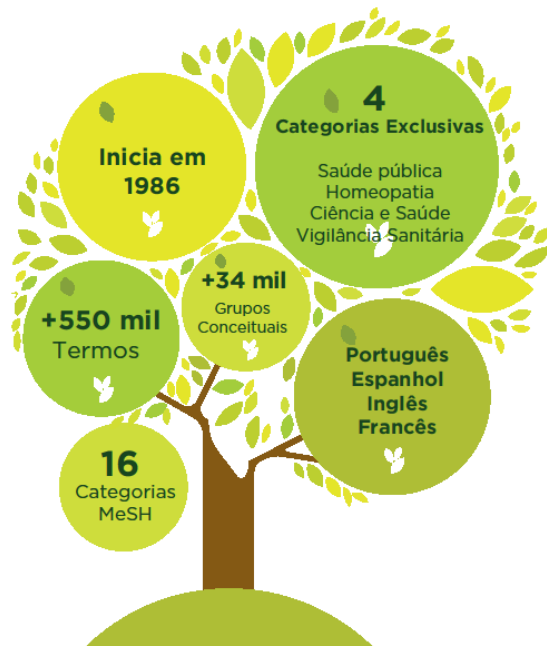 Inicia em
1986
4
Categorias Exclusivas
Saúde pública
Homeopatia
Ciência e Saúde
Vigilância Sanitária
+34 mil
Grupos
Conceituais
+550 mil
Termos
Português
Espanhol
Inglês
Francês
16
Categorias
MeSH